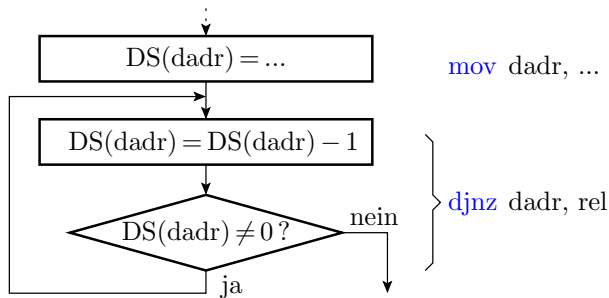 DS(dadr) = ...
mov dadr, ...
DS(dadr) = DS(dadr) − 1
djnz dadr, rel
nein
DS(dadr) ≠ 0 ?
ja